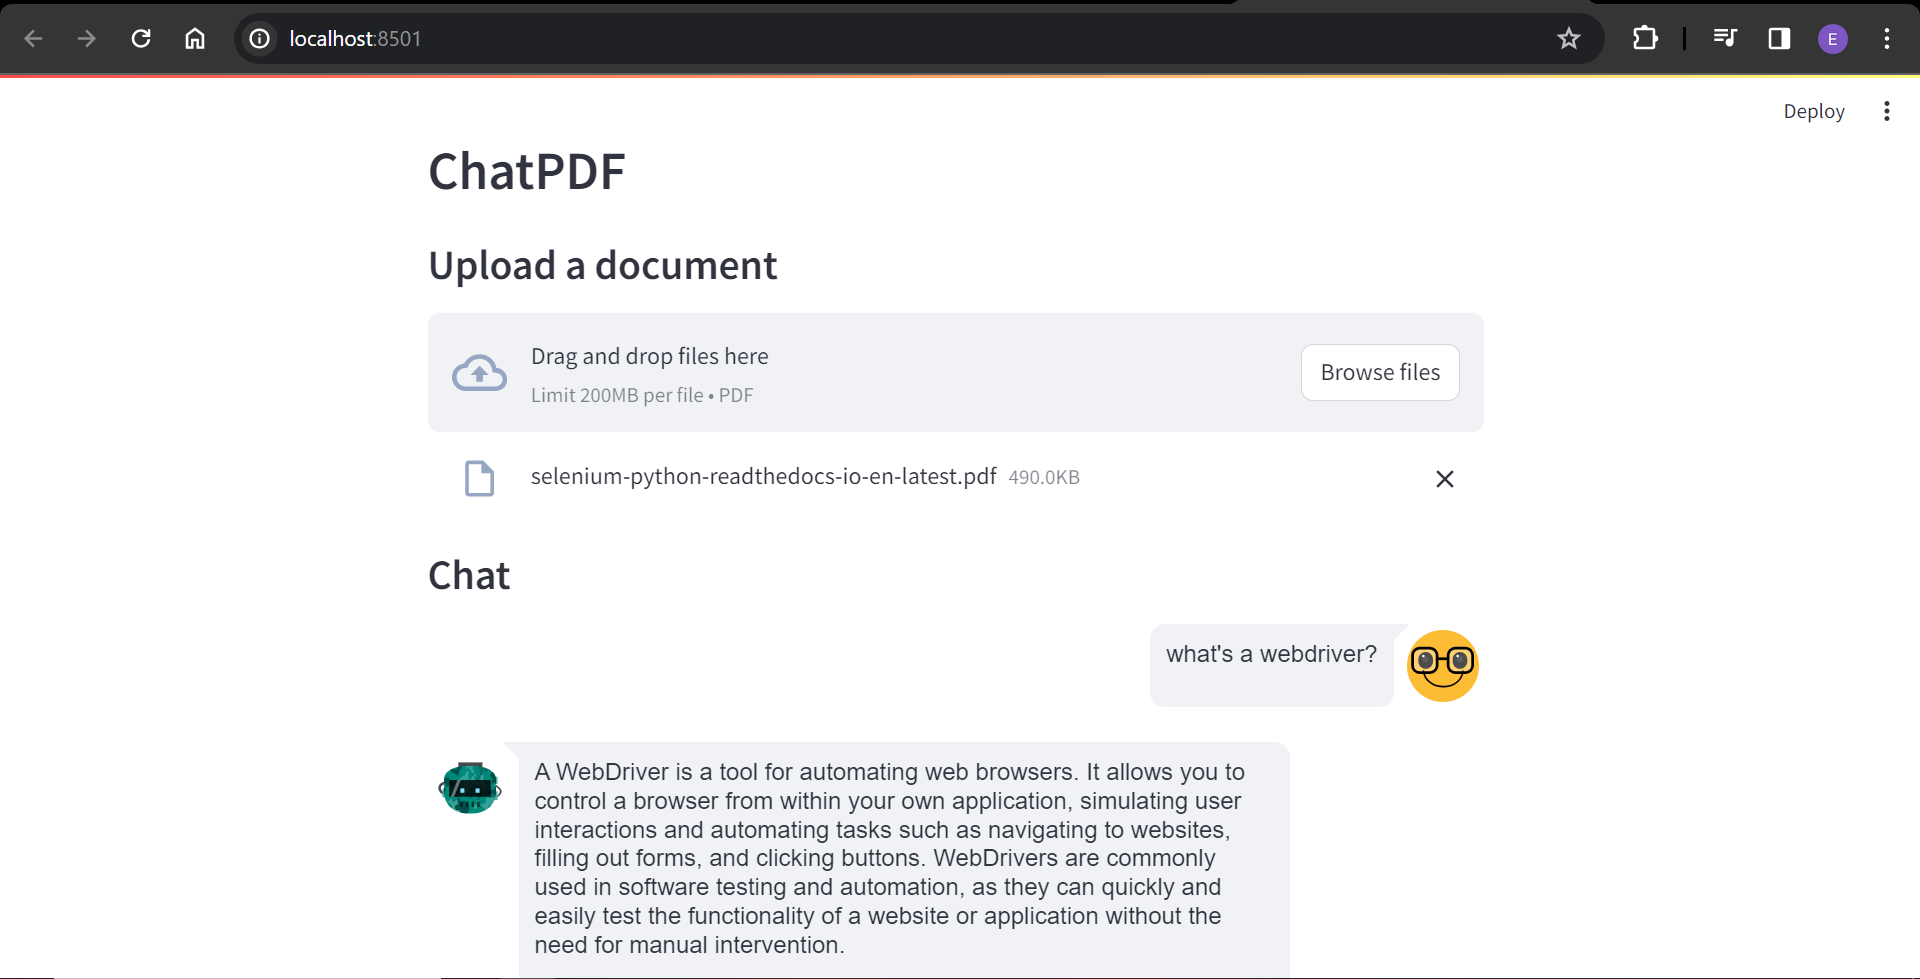 localhost:8501
E
Deploy
ChatPDF
Upload a document
Drag and drop files here
Limit 200MB per file • PDF
Browse files
selenium-python-readthedocs-io-en-latest.pdf 490.0KB
Chat
what's a webdriver?
A WebDriver is a tool for automating web browsers. It allows you to
control a browser from within your own application, simulating user
interactions and automating tasks such as navigating to websites,
filling out forms, and clicking buttons. WebDrivers are commonly
used in software testing and automation, as they can quickly and
easily test the functionality of a website or application without the
need for manual intervention.